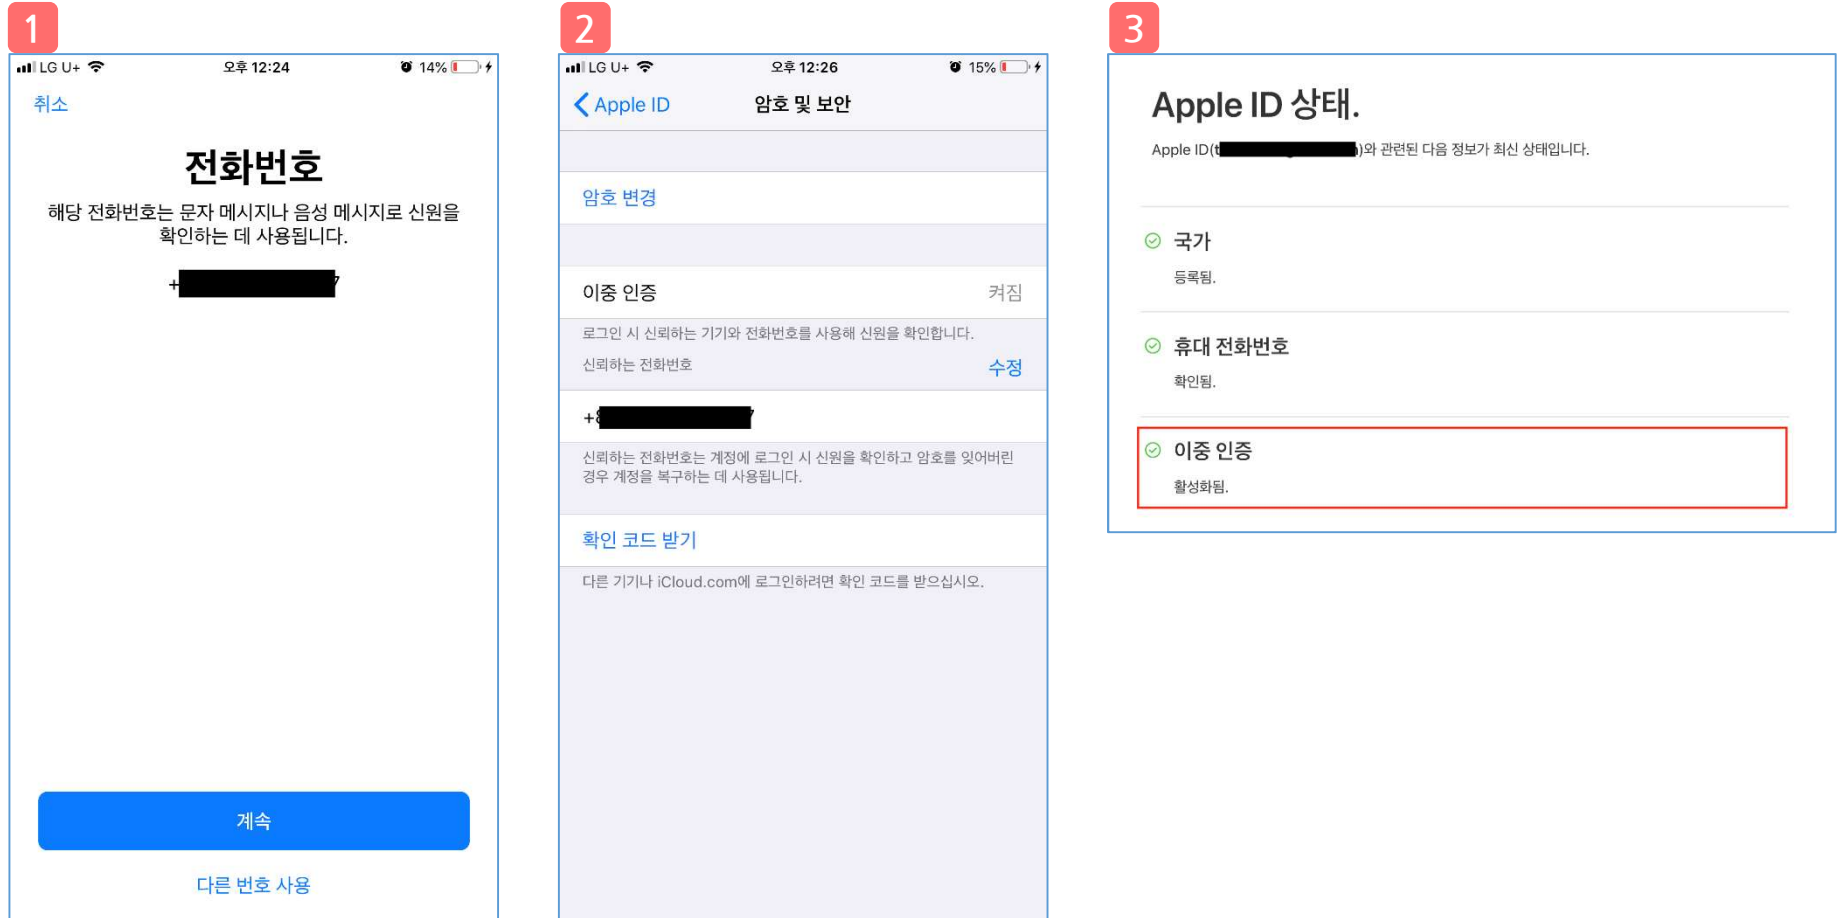 1
LG U+ 오후 12:24 14%
취소
전화번호
해당 전화번호는 문자 메시지나 음성 메시지로 신원을
확인하는 데 사용됩니다.
+
계속
다른 번호 사용
2
LG U+ 오후 12:26 15%
Apple ID 암호 및 보안
암호 변경
이중 인증 켜짐
로그인 시 신뢰하는 기기와 전화번호를 사용해 신원을 확인합니다.
신뢰하는 전화번호 수정
+
신뢰하는 전화번호는 계정에 로그인 시 신원을 확인하고 암호를 잊어버린
경우 계정을 복구하는 데 사용됩니다.
확인 코드 받기
다른 기기나 iCloud.com에 로그인하려면 확인 코드를 받으십시오.
3
Apple ID 상태.
Apple ID(t )와 관련된 다음 정보가 최신 상태입니다.
국가
등록됨.
휴대 전화번호
확인됨.
이중 인증
활성화됨.